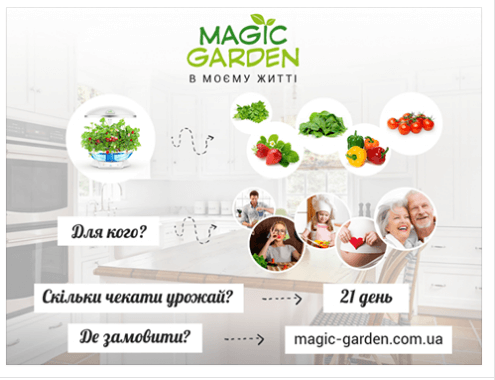 MAGIC
GARDEN
В МОЄМУ ЖИТТІ
Для кого?
Скільки чекати урожай?
21 день
Де замовити?
magic-garden.com.ua